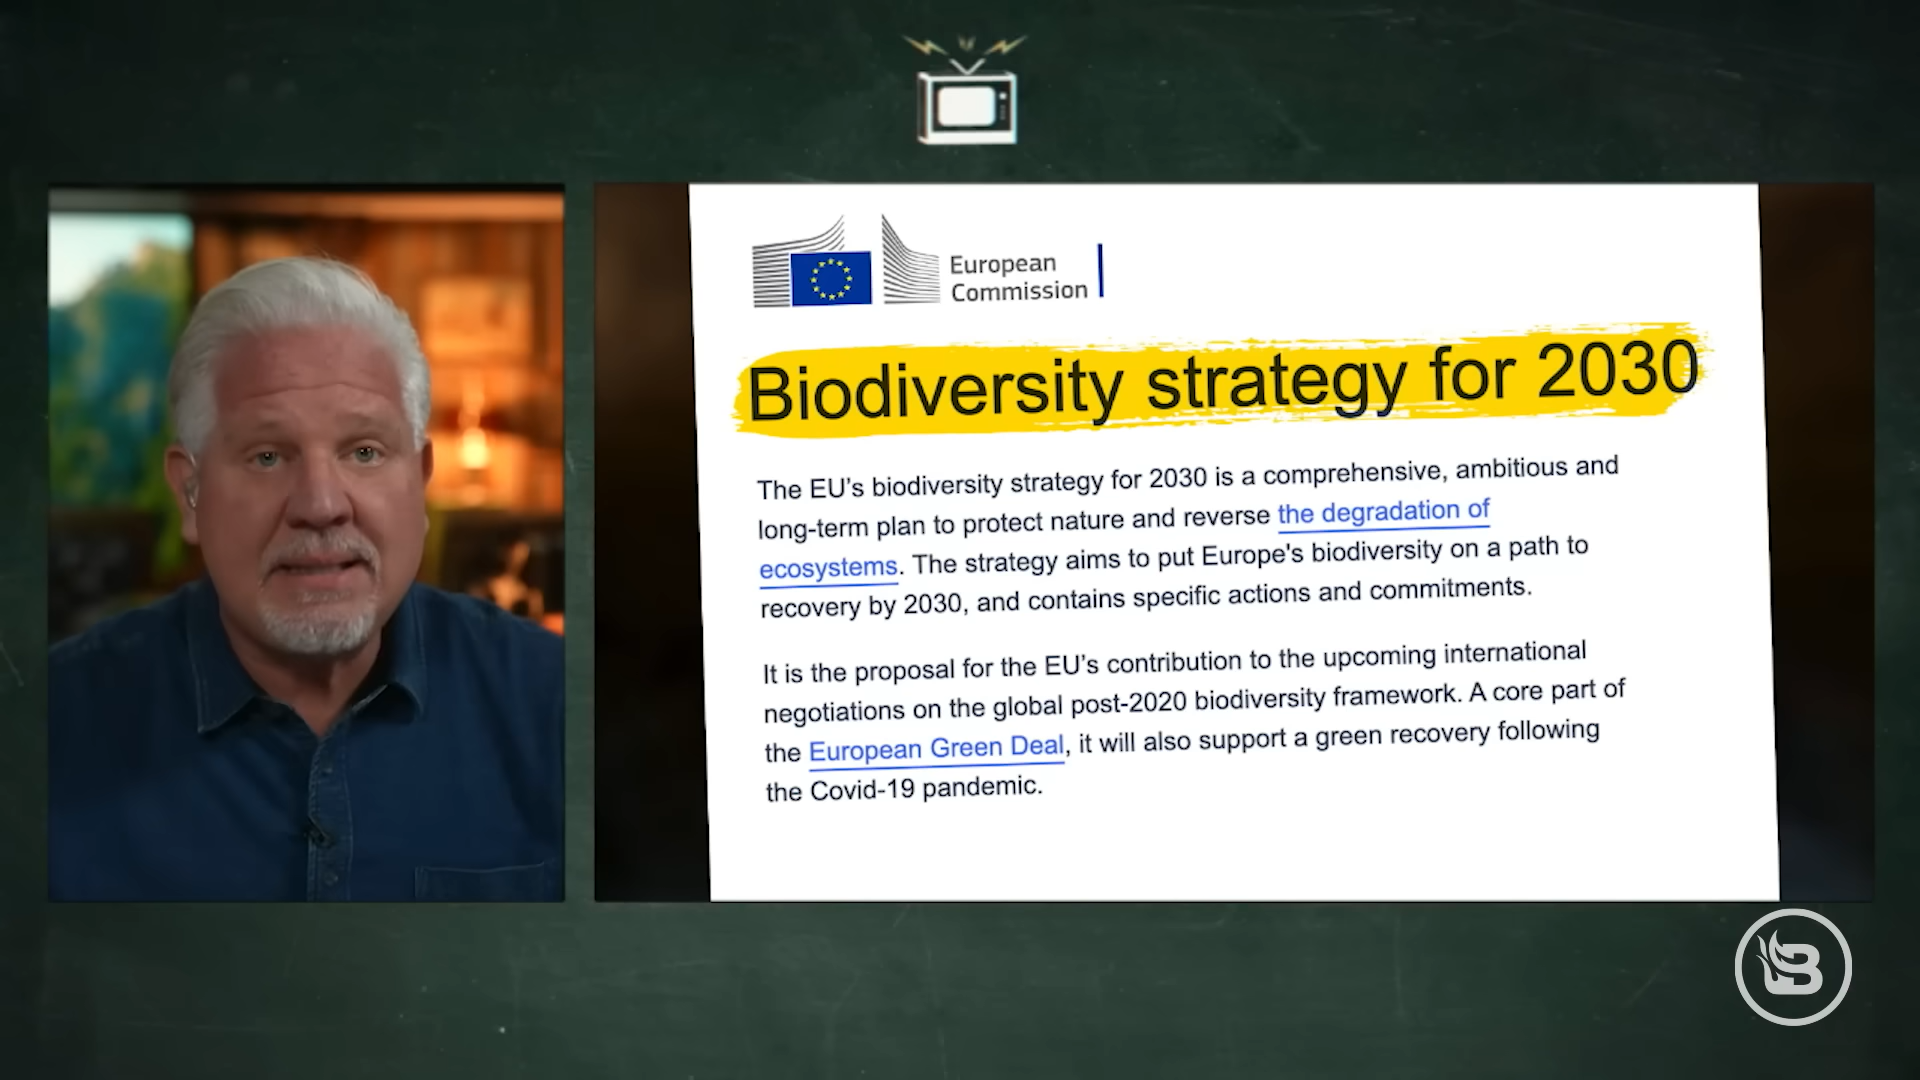 European
Commission
Biodiversity strategy for 2030
The EU's biodiversity strategy for 2030 is a comprehensive, ambitious and
long-term plan to protect nature and reverse the degradation of
ecosystems. The strategy aims to put Europe's biodiversity on a path to
recovery by 2030, and contains specific actions and commitments.
It is the proposal for the EU's contribution to the upcoming international
negotiations on the global post-2020 biodiversity framework. A core part of
the European Green Deal, it will also support a green recovery following
the Covid-19 pandemic.
B